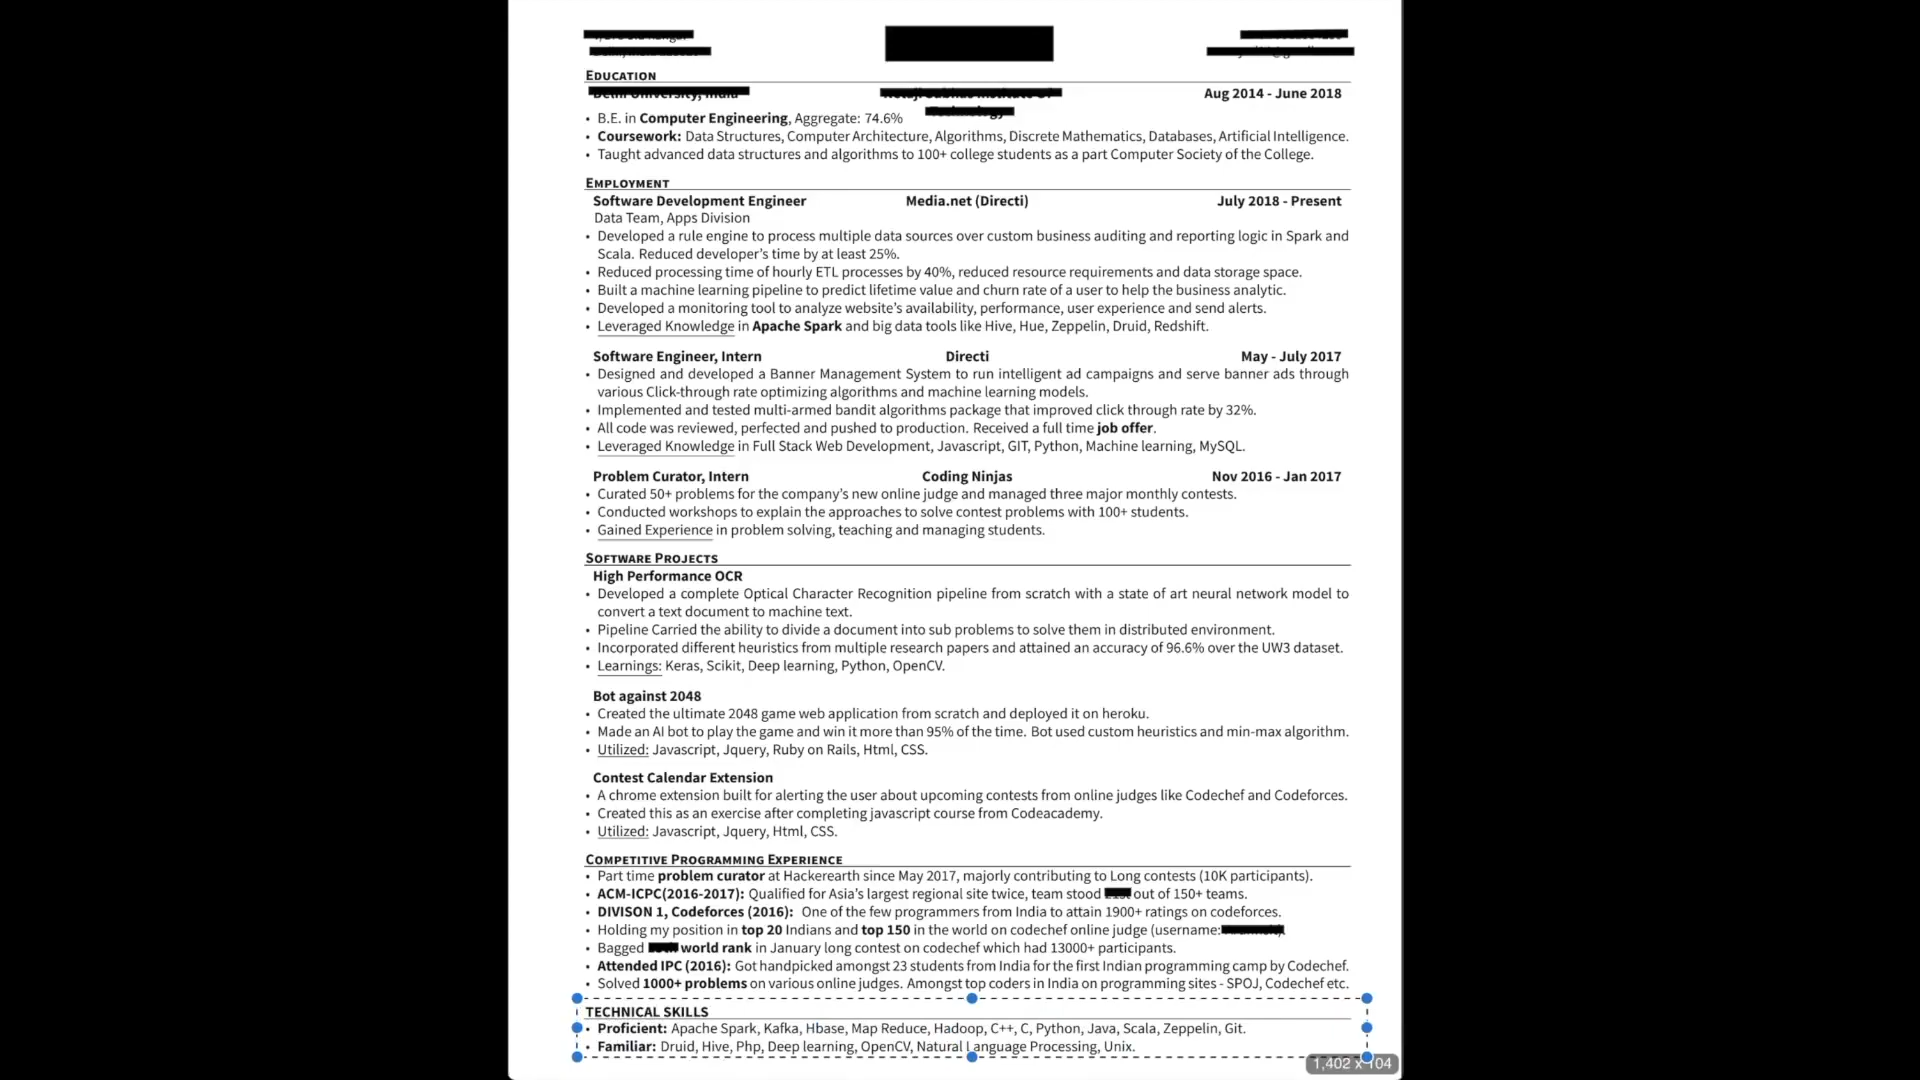 EDUCATION
Aug 2014 - June 2018
• B.E. in Computer Engineering, Aggregate: 74.6%
• Coursework: Data Structures, Computer Architecture, Algorithms, Discrete Mathematics, Databases, Artificial Intelligence.
• Taught advanced data structures and algorithms to 100+ college students as a part Computer Society of the College.
EMPLOYMENT
Software Development Engineer Media.net (Directi) July 2018 - Present
Data Team, Apps Division
• Developed a rule engine to process multiple data sources over custom business auditing and reporting logic in Spark and
Scala. Reduced developer's time by at least 25%.
• Reduced processing time of hourly ETL processes by 40%, reduced resource requirements and data storage space.
• Built a machine learning pipeline to predict lifetime value and churn rate of a user to help the business analytic.
• Developed a monitoring tool to analyze website's availability, performance, user experience and send alerts.
• Leveraged Knowledge in Apache Spark and big data tools like Hive, Hue, Zeppelin, Druid, Redshift.
Software Engineer, Intern Directi May - July 2017
• Designed and developed a Banner Management System to run intelligent ad campaigns and serve banner ads through
various Click-through rate optimizing algorithms and machine learning models.
• Implemented and tested multi-armed bandit algorithms package that improved click through rate by 32%.
• All code was reviewed, perfected and pushed to production. Received a full time job offer.
• Leveraged Knowledge in Full Stack Web Development, Javascript, GIT, Python, Machine learning, MySQL.
Problem Curator, Intern Coding Ninjas Nov 2016 - Jan 2017
• Curated 50+ problems for the company's new online judge and managed three major monthly contests.
• Conducted workshops to explain the approaches to solve contest problems with 100+ students.
• Gained Experience in problem solving, teaching and managing students.
SOFTWARE PROJECTS
High Performance OCR
• Developed a complete Optical Character Recognition pipeline from scratch with a state of art neural network model to
convert a text document to machine text.
• Pipeline Carried the ability to divide a document into sub problems to solve them in distributed environment.
• Incorporated different heuristics from multiple research papers and attained an accuracy of 96.6% over the UW3 dataset.
• Learnings: Keras, Scikit, Deep learning, Python, OpenCV.
Bot against 2048
• Created the ultimate 2048 game web application from scratch and deployed it on heroku.
• Made an AI bot to play the game and win it more than 95% of the time. Bot used custom heuristics and min-max algorithm.
• Utilized: Javascript, Jquery, Ruby on Rails, Html, CSS.
Contest Calendar Extension
• A chrome extension built for alerting the user about upcoming contests from online judges like Codechef and Codeforces.
• Created this as an exercise after completing javascript course from Codeacademy.
• Utilized: Javascript, Jquery, Html, CSS.
COMPETITIVE PROGRAMMING EXPERIENCE
• Part time problem curator at Hackerearth since May 2017, majorly contributing to Long contests (10K participants).
• ACM-ICPC(2016-2017): Qualified for Asia's largest regional site twice, team stood out of 150+ teams.
• DIVISON 1, Codeforces (2016): One of the few programmers from India to attain 1900+ ratings on codeforces.
• Holding my position in top 20 Indians and top 150 in the world on codechef online judge (username:
• Bagged world rank in January long contest on codechef which had 13000+ participants.
• Attended IPC (2016): Got handpicked amongst 23 students from India for the first Indian programming camp by Codechef.
• Solved 1000+ problems on various online judges. Amongst top coders in India on programming sites - SPOJ, Codechef etc.
TECHNICAL SKILLS
• Proficient: Apache Spark, Kafka, Hbase, Map Reduce, Hadoop, C++, C, Python, Java, Scala, Zeppelin, Git.
• Familiar: Druid, Hive, Php, Deep learning, OpenCV, Natural Language Processing, Unix.
1,402 x 104